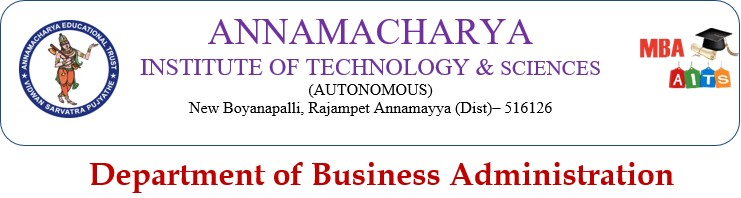 ANNAMACHARYA EDUCATIONAL TRUST
VIDWAN SARVATRA PUJYATHE
ANNAMACHARYA
INSTITUTE OF TECHNOLOGY & SCIENCES
(AUTONOMOUS)
New Boyanapalli, Rajampet Annamayya (Dist)– 516126
MBA
AITS
Department of Business Administration